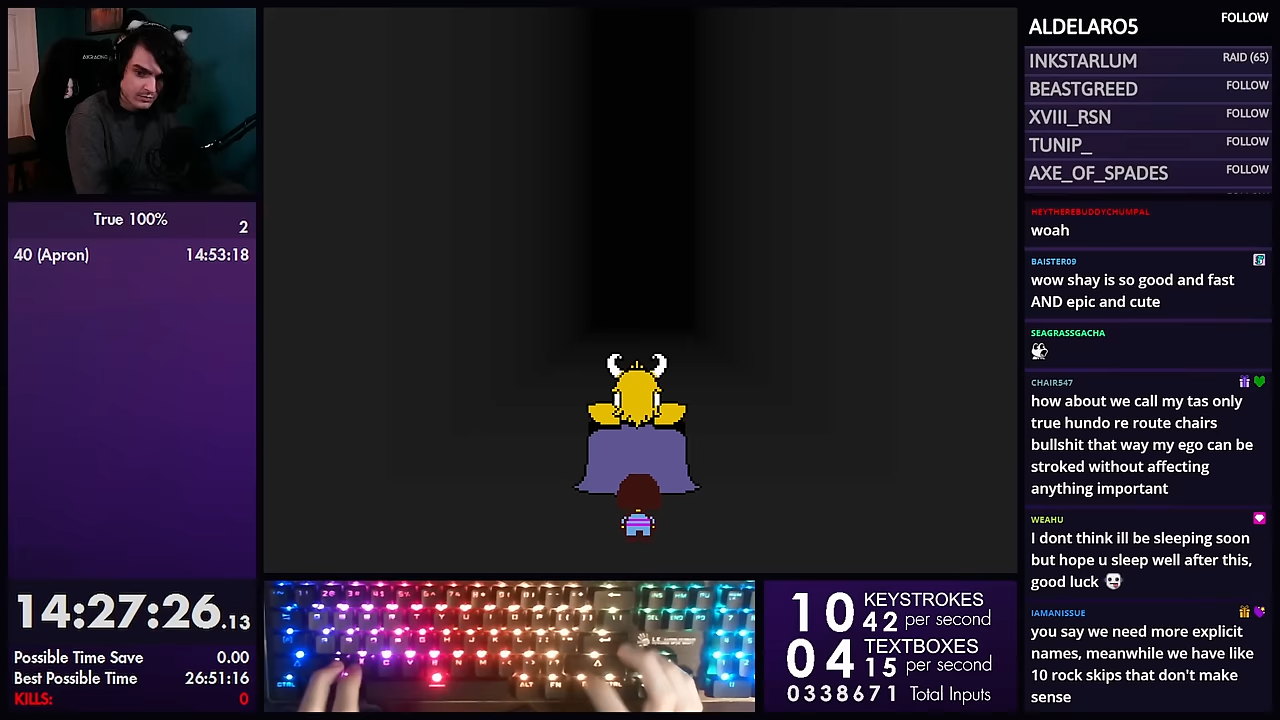 AKRACING
True 100%
2
40 (Apron) 14:53:18
14:27:26.13
Possible Time Save 0.00
Best Possible Time 26:51:16
KILLS: 0
10 KEYSTROKES
42 per second
04 TEXTBOXES
15 per second
0338671 Total Inputs
ALDELARO5 FOLLOW
INKSTARLUM RAID (65)
BEASTGREED FOLLOW
XVIII_RSN FOLLOW
TUNIP_ FOLLOW
AXE_OF_SPADES FOLLOW
HEYTHEREBUDDYCHUMPAL
woah
BAISTER09
wow shay is so good and fast
AND epic and cute
SEAGRASSGACHA
CHAIR547
how about we call my tas only
true hundo re route chairs
bullshit that way my ego can be
stroked without affecting
anything important
WEAHU
I dont think ill be sleeping soon
but hope u sleep well after this,
good luck
IAMANISSUE
you say we need more explicit
names, meanwhile we have like
10 rock skips that don't make
sense